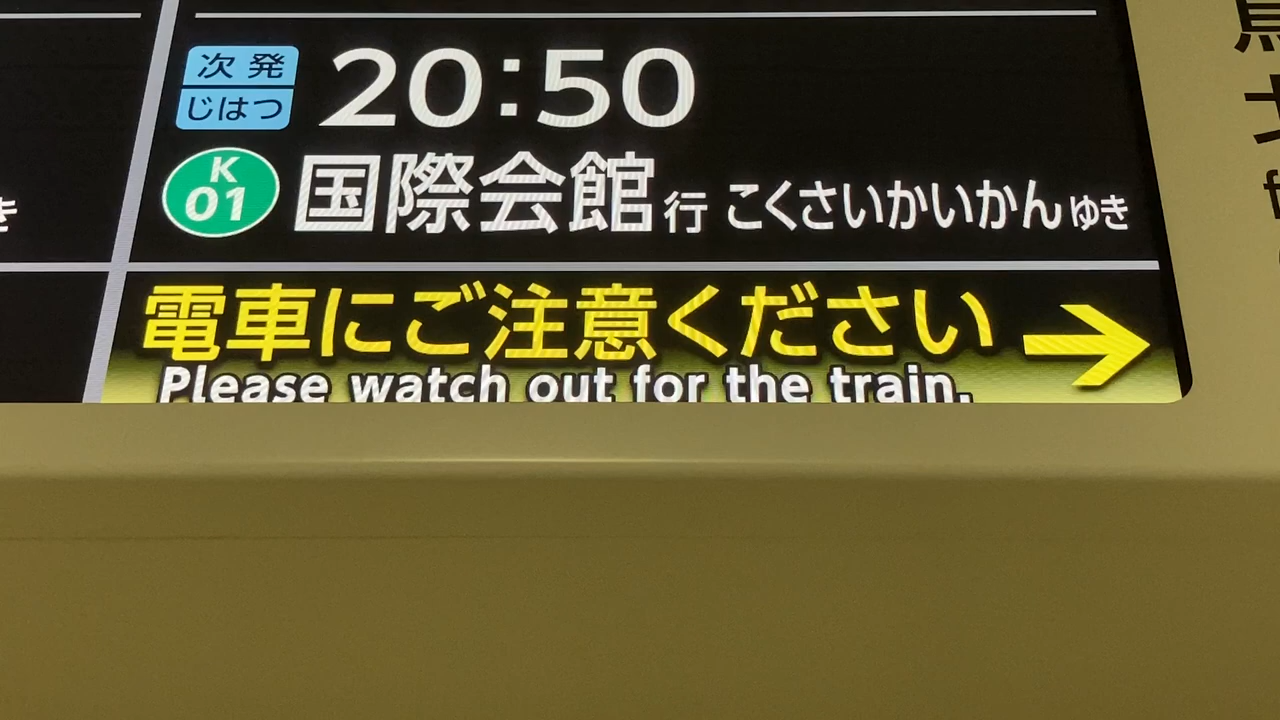 次発
じはつ
20:50
K
01
国際会館行 こくさいかいかんゆき
電車にご注意ください →
Please watch out for the train.
き